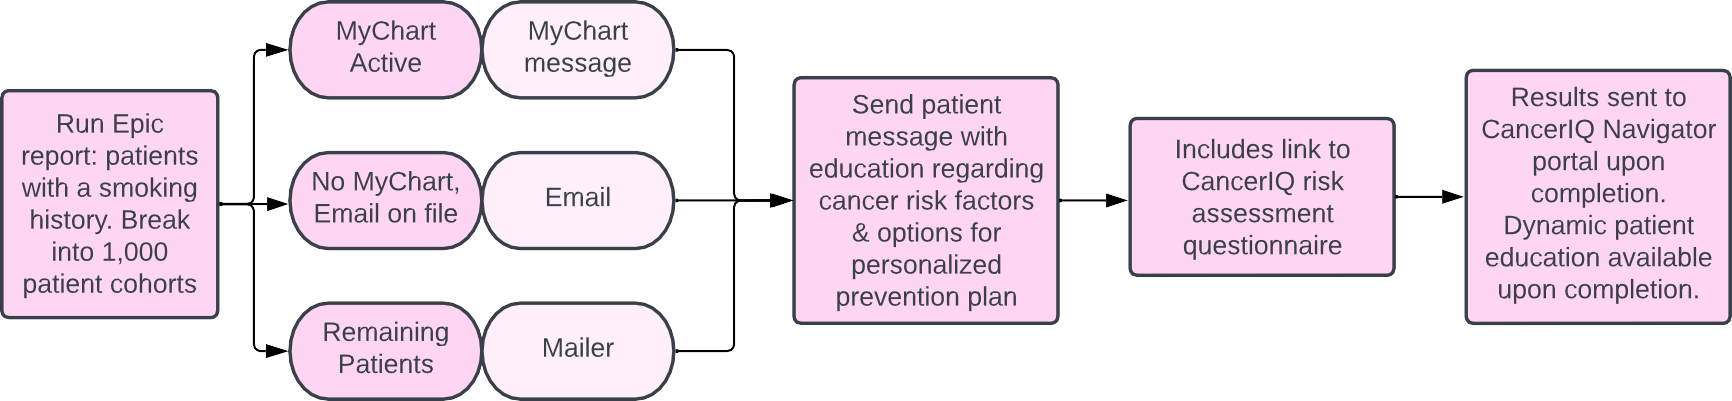 Run Epic
report: patients
with a smoking
history. Break
into 1,000
patient cohorts
MyChart
Active
MyChart
message
No MyChart,
Email on file
Email
Remaining
Patients
Mailer
Send patient
message with
education regarding
cancer risk factors
& options for
personalized
prevention plan
Includes link to
CancerIQ risk
assessment
questionnaire
Results sent to
CancerIQ Navigator
portal upon
completion.
Dynamic patient
education available
upon completion.